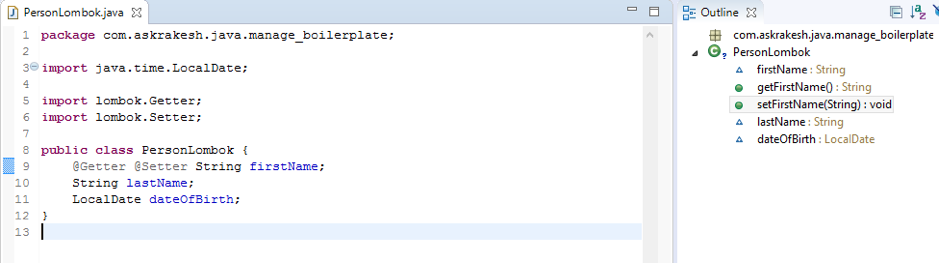 PersonLombok.java
1 package com.askrakesh.java.manage_boilerplate;
2
3 import java.time.LocalDate;
4
5 import lombok.Getter;
6 import lombok.Setter;
7
8 public class PersonLombok {
9 @Getter @Setter String firstName;
10 String lastName;
11 LocalDate dateOfBirth;
12 }
13
Outline
com.askrakesh.java.manage_boilerplate
PersonLombok
firstName : String
getFirstName() : String
setFirstName(String) : void
lastName : String
dateOfBirth : LocalDate